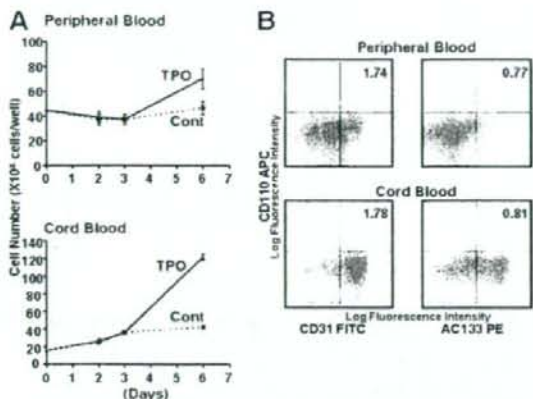 A
Peripheral Blood
100
80
60
40
20
0
TPO
Cont
0 1 2 3 4 5 6 7
Cord Blood
140
120
100
80
60
40
20
0
TPO
Cont
0 1 2 3 4 5 6 7
(Days)
Cell Number cells/well)
B
Peripheral Blood
1.74
0.77
Cord Blood
1.78
0.81
CD110 APC
Log Fluorescence Intensity
Log Fluorescence Intensity
CD31 FITC
AC133 PE